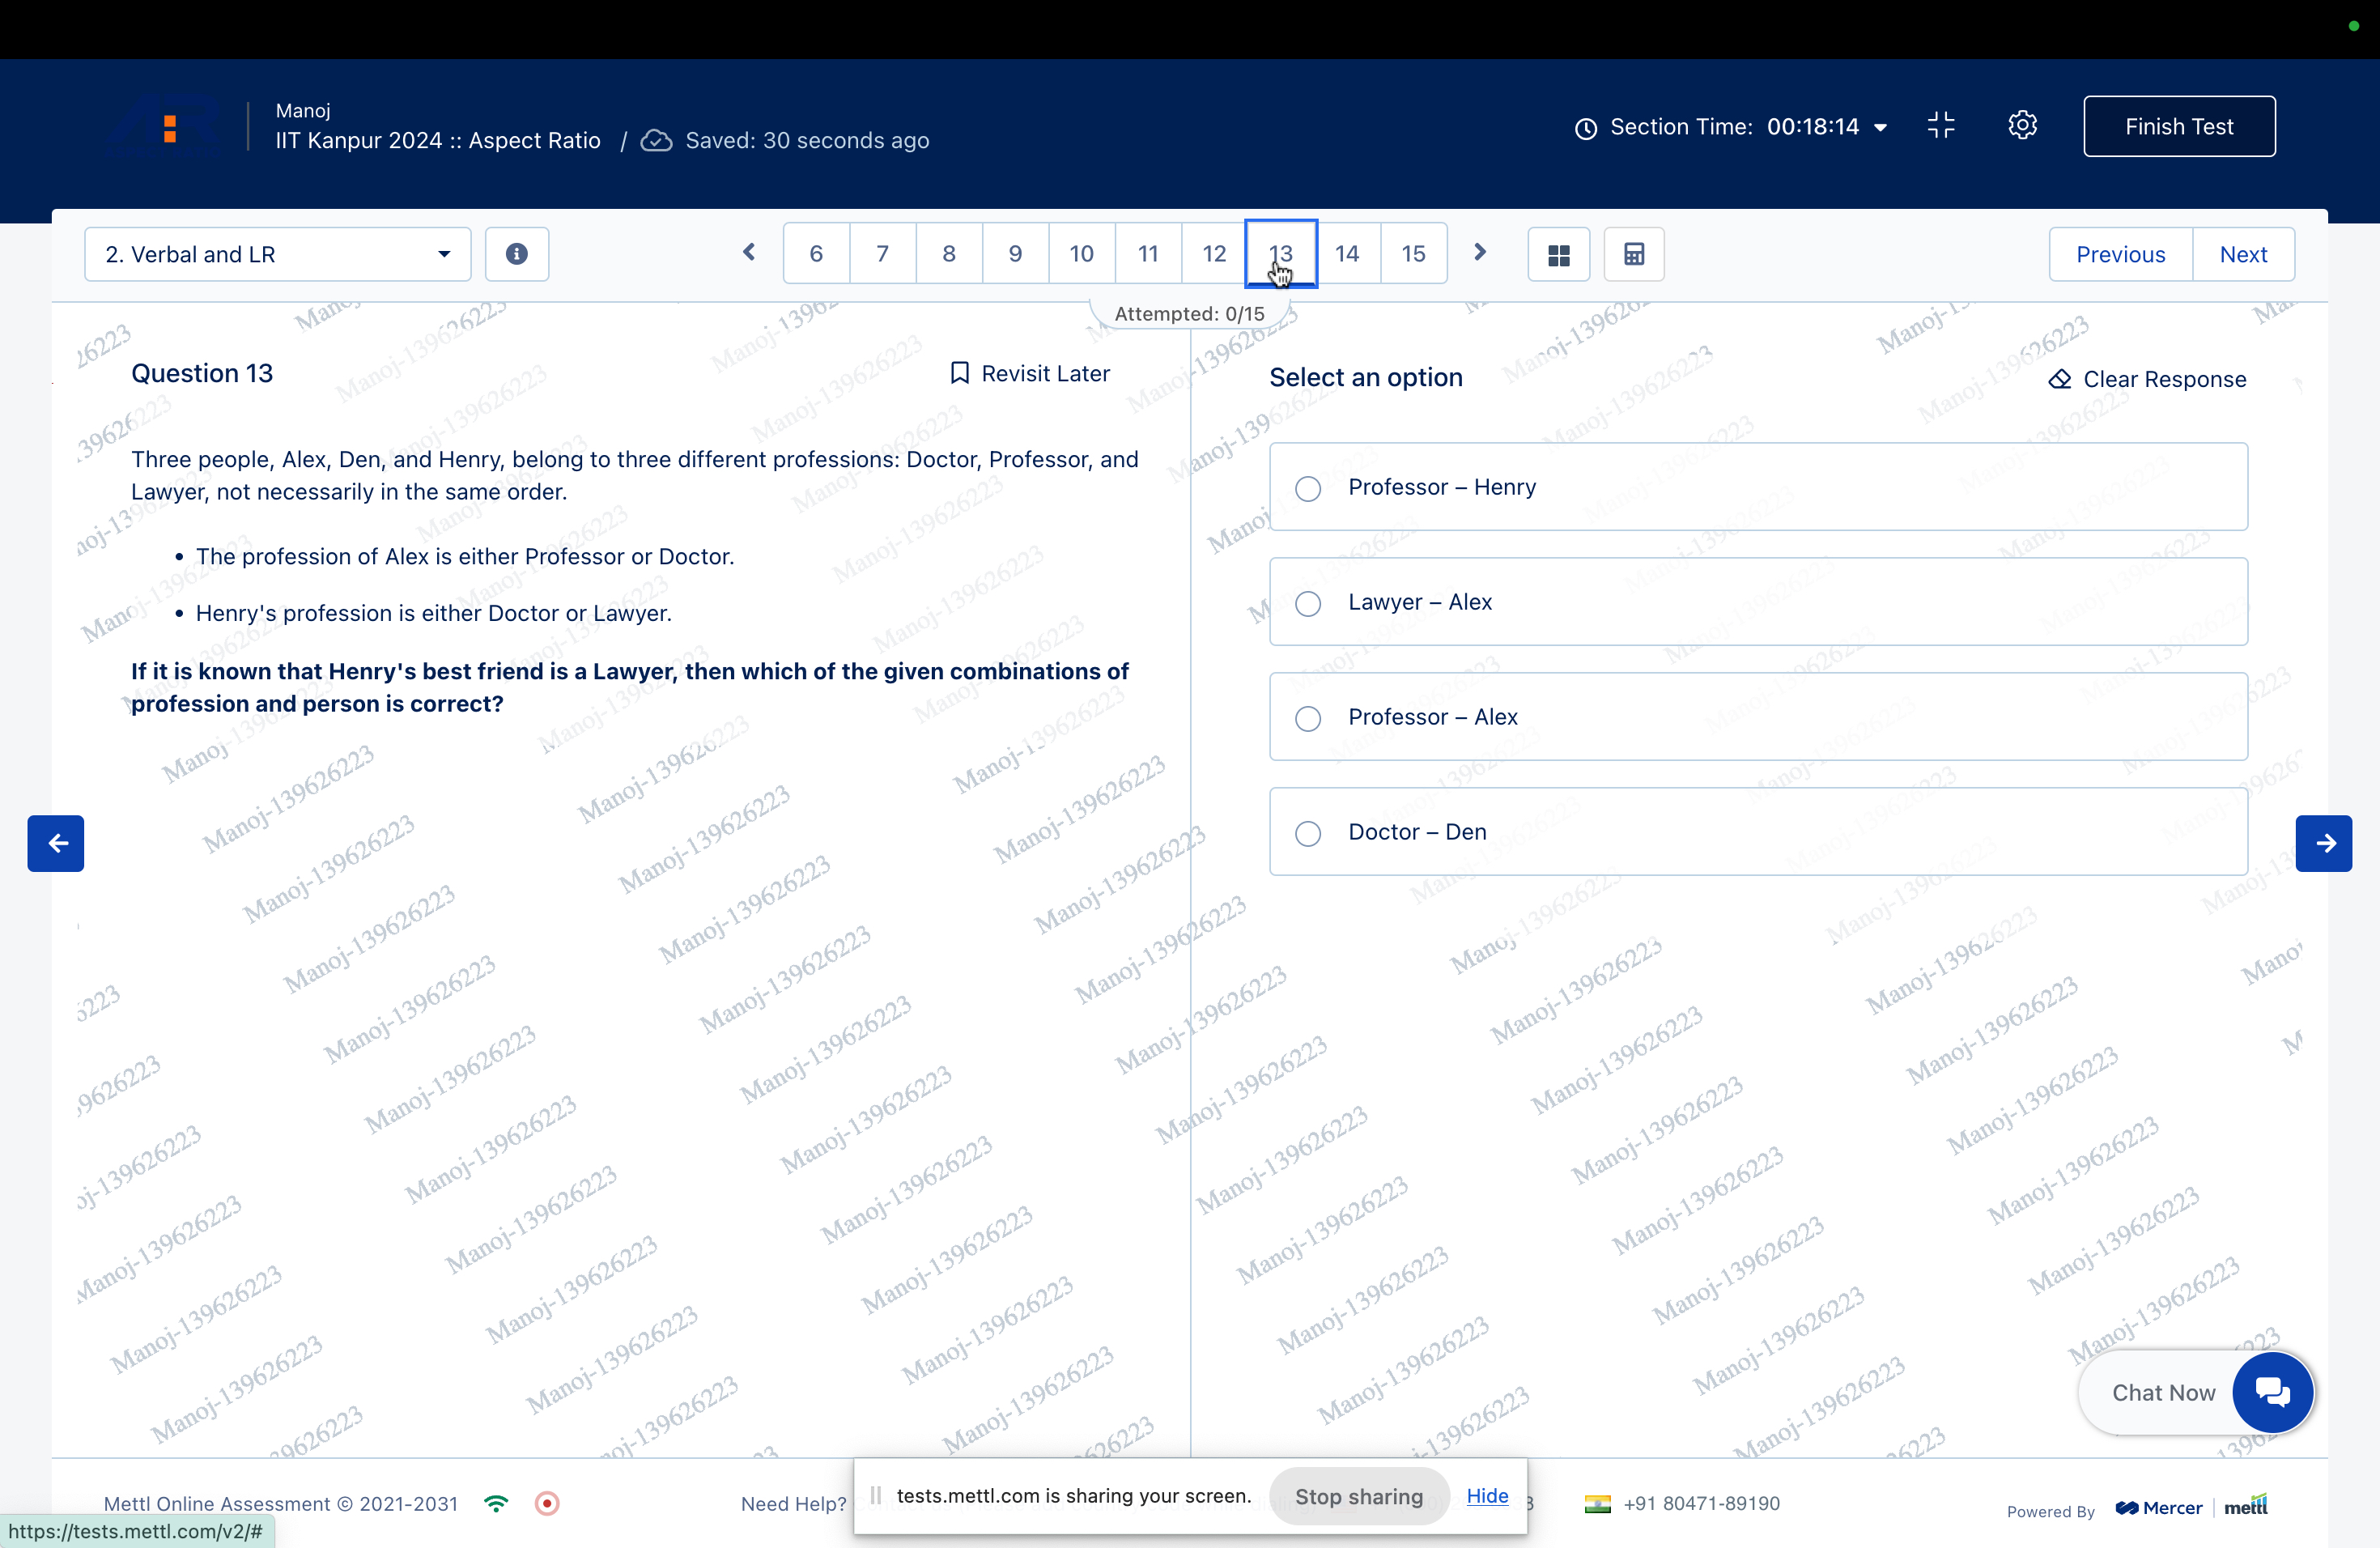 Manoj
IIT Kanpur 2024 :: Aspect Ratio / Saved: 30 seconds ago
Section Time: 00:18:14
Finish Test
2. Verbal and LR
6 7 8 9 10 11 12 13 14 15
Previous Next
Attempted: 0/15
Question 13
Revisit Later
Three people, Alex, Den, and Henry, belong to three different professions: Doctor, Professor, and
Lawyer, not necessarily in the same order.
• The profession of Alex is either Professor or Doctor.
• Henry's profession is either Doctor or Lawyer.
If it is known that Henry's best friend is a Lawyer, then which of the given combinations of
profession and person is correct?
Select an option
Clear Response
Professor – Henry
Lawyer – Alex
Professor – Alex
Doctor – Den
Manoj-139626223
Chat Now
Mettl Online Assessment © 2021-2031
Need Help?
tests.mettl.com is sharing your screen. Stop sharing Hide
+91 80471-89190
Powered By Mercer | mettl
https://tests.mettl.com/v2/#